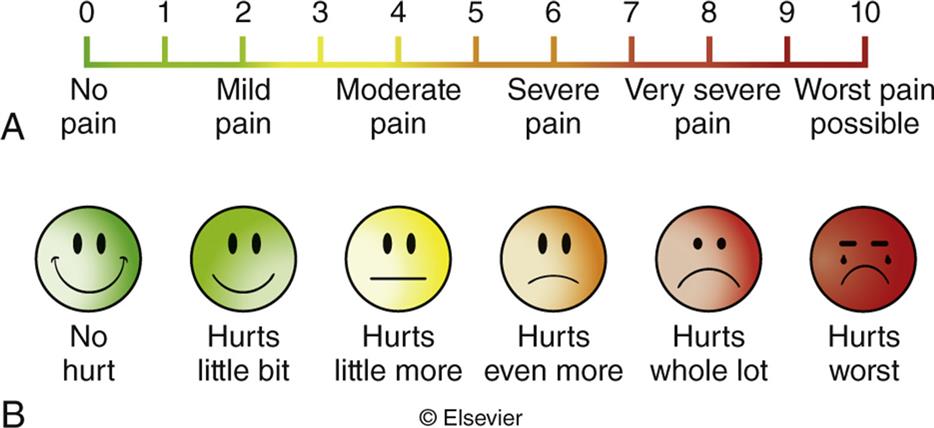 0 1 2 3 4 5 6 7 8 9 10
No Mild Moderate Severe Very severe Worst pain
pain pain pain pain pain possible
A
No Hurts Hurts Hurts Hurts Hurts
hurt little bit little more even more whole lot worst
B
© Elsevier